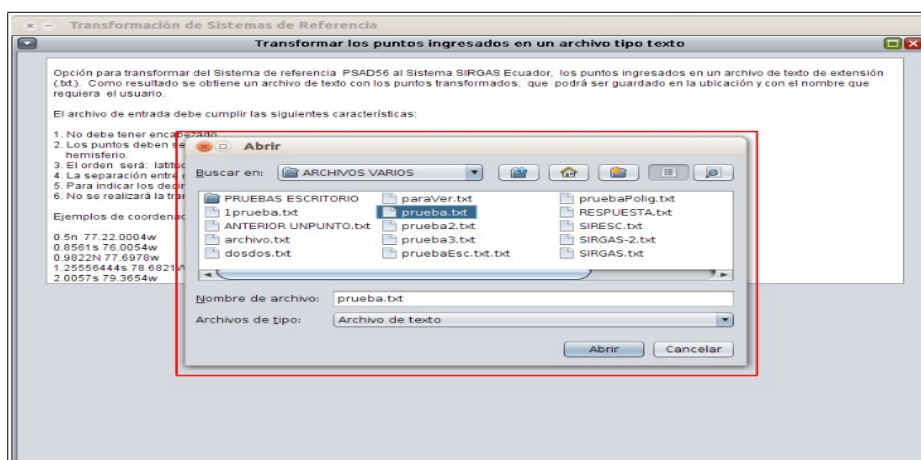 Transformación de Sistemas de Referencia
Transformar los puntos ingresados en un archivo tipo texto
Opción para transformar del Sistema de referencia PSAD56 al Sistema SIRGAS Ecuador, los puntos ingresados en un archivo de texto de extensión
(.txt). Como resultado se obtiene un archivo de texto con los puntos transformados, que podrá ser guardado en la ubicación y con el nombre que
requiera el usuario.
El archivo de entrada debe cumplir las siguientes características:
1. No debe tener encabezado
2. Los puntos deben se
hemisferio.
3. El orden será: latitud
4. La separación entre
5. Para indicar los decim
6. No se realizará la tran
Ejemplos de coordenad
0.5n 77.22.0004w
0.8561s 76.0054w
0.9822N 77.6978w
1.25556444s 78.6821W
2.0057s 79.3654w
Abrir
Buscar en: ARCHIVOS VARIOS
PRUEBAS ESCRITORIO paraVer.txt pruebaPolig.txt
1prueba.txt prueba.txt RESPUESTA.txt
ANTERIOR UNPUNTO.txt prueba2.txt SIRESC.txt
archivo.txt prueba3.txt SIRGAS-2.txt
dosdos.txt pruebaEsc.txt.txt SIRGAS.txt
Nombre de archivo: prueba.txt
Archivos de tipo: Archivo de texto
Abrir Cancelar